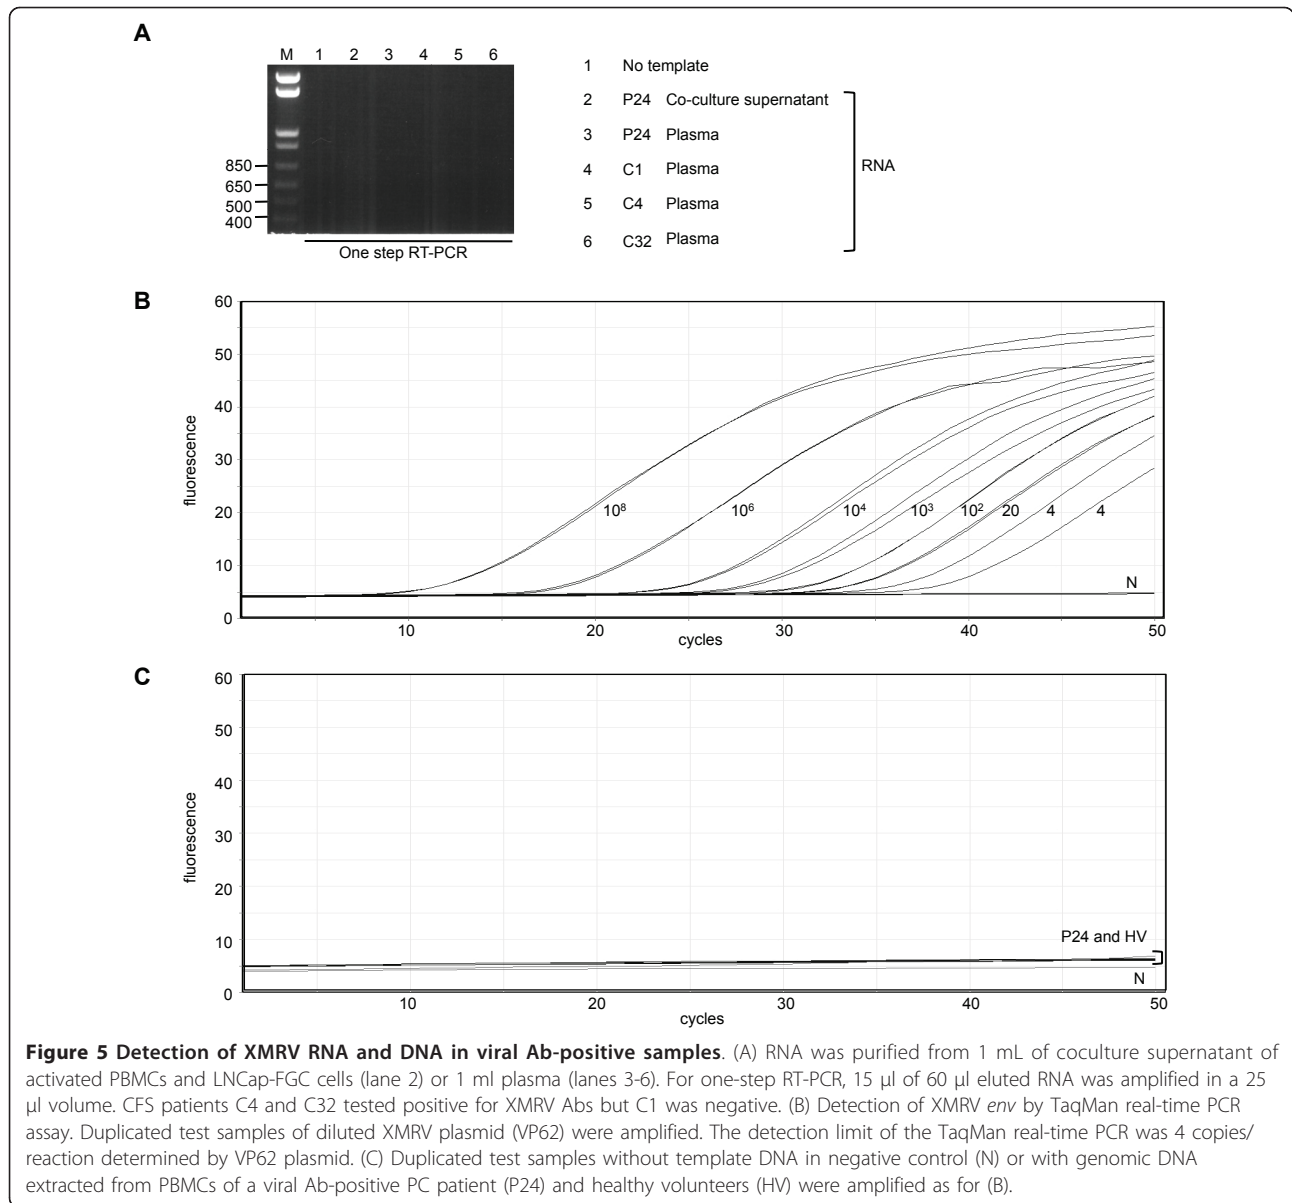 A
M 1 2 3 4 5 6
850
650
500
400
One step RT-PCR
1 No template
2 P24 Co-culture supernatant
3 P24 Plasma
4 C1 Plasma
5 C4 Plasma
6 C32 Plasma
RNA
B
60
50
40
30
20
10
0
fluorescence
10⁸ 10⁶ 10⁴ 10³ 10² 20 4 4
N
10 20 30 40 50
cycles
C
60
50
40
30
20
10
0
fluorescence
P24 and HV
N
10 20 30 40 50
cycles
Figure 5 Detection of XMRV RNA and DNA in viral Ab-positive samples. (A) RNA was purified from 1 mL of coculture supernatant of
activated PBMCs and LNCap-FGC cells (lane 2) or 1 ml plasma (lanes 3-6). For one-step RT-PCR, 15 μl of 60 μl eluted RNA was amplified in a 25
μl volume. CFS patients C4 and C32 tested positive for XMRV Abs but C1 was negative. (B) Detection of XMRV env by TaqMan real-time PCR
assay. Duplicated test samples of diluted XMRV plasmid (VP62) were amplified. The detection limit of the TaqMan real-time PCR was 4 copies/
reaction determined by VP62 plasmid. (C) Duplicated test samples without template DNA in negative control (N) or with genomic DNA
extracted from PBMCs of a viral Ab-positive PC patient (P24) and healthy volunteers (HV) were amplified as for (B).